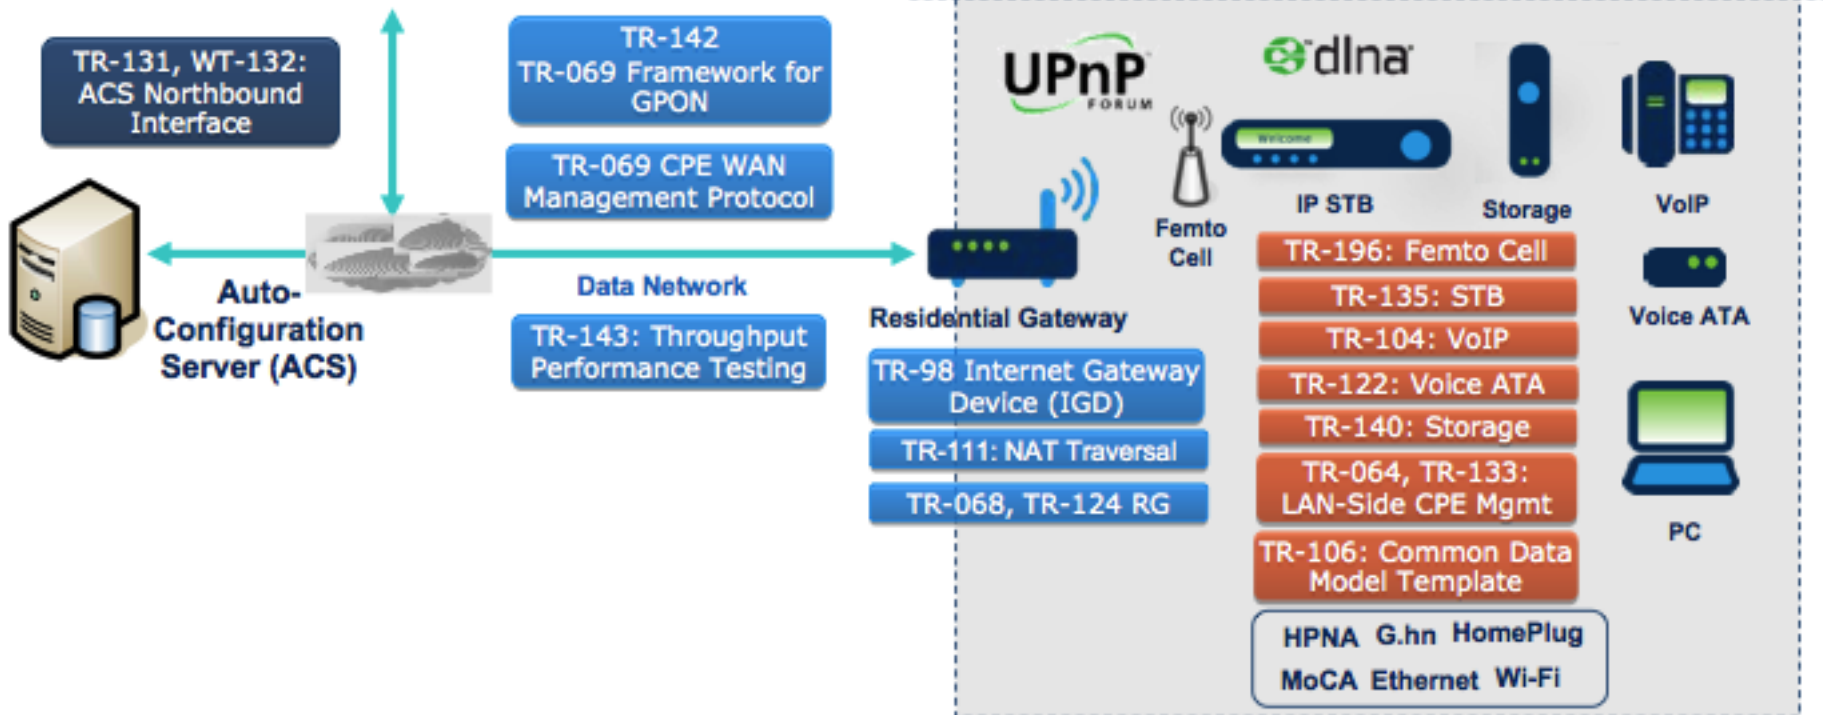 TR-131, WT-132:
ACS Northbound
Interface
Auto-
Configuration
Server (ACS)
TR-142
TR-069 Framework for
GPON
TR-069 CPE WAN
Management Protocol
Data Network
TR-143: Throughput
Performance Testing
Residential Gateway
TR-98 Internet Gateway
Device (IGD)
TR-111: NAT Traversal
TR-068, TR-124 RG
UPnP
FORUM
dlna
Femto
Cell
Welcome
IP STB
Storage
VoIP
Voice ATA
PC
TR-196: Femto Cell
TR-135: STB
TR-104: VoIP
TR-122: Voice ATA
TR-140: Storage
TR-064, TR-133:
LAN-Side CPE Mgmt
TR-106: Common Data
Model Template
HPNA G.hn HomePlug
MoCA Ethernet Wi-Fi